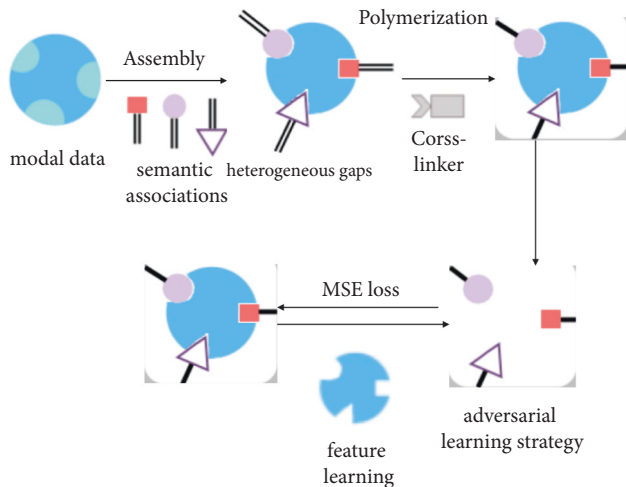 Polymerization
Assembly
modal data
semantic
associations
heterogeneous gaps
Corss-
linker
MSE loss
feature
learning
adversarial
learning strategy